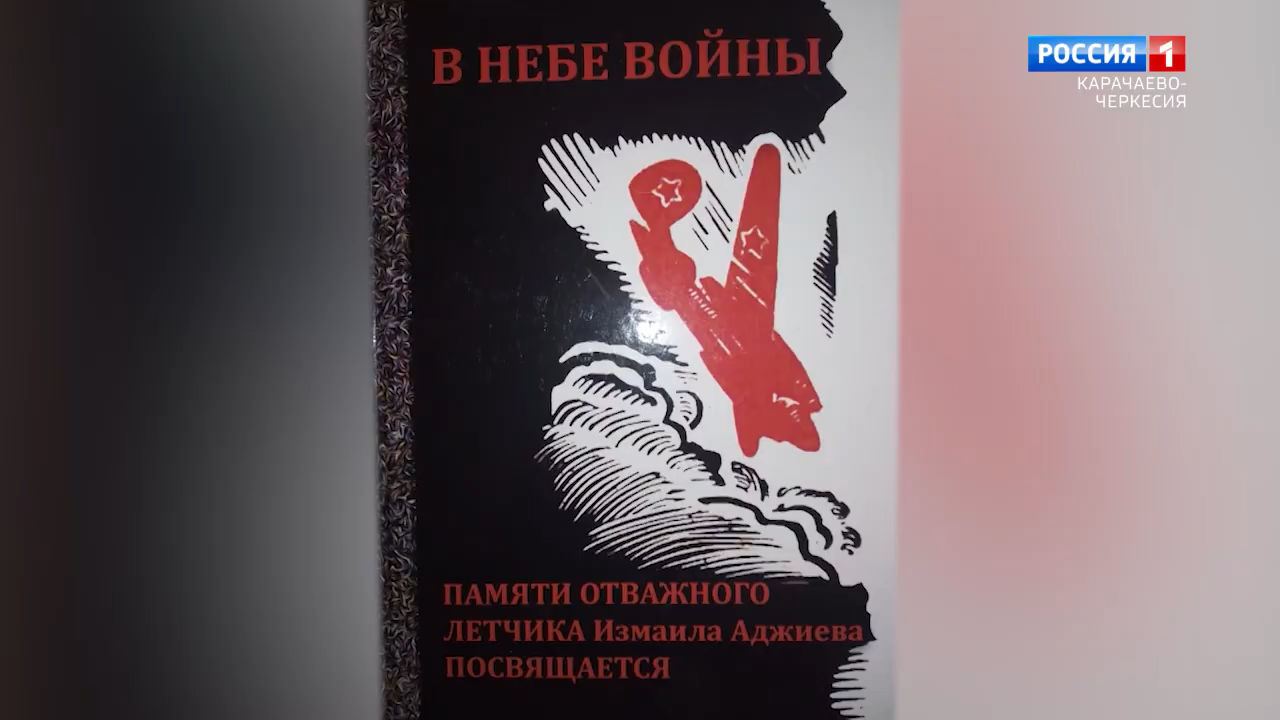 В НЕБЕ ВОЙНЫ
РОССИЯ 1
КАРАЧАЕВО-
ЧЕРКЕСИЯ
ПАМЯТИ ОТВАЖНОГО
ЛЕТЧИКА Измаила Аджиева
ПОСВЯЩАЕТСЯ